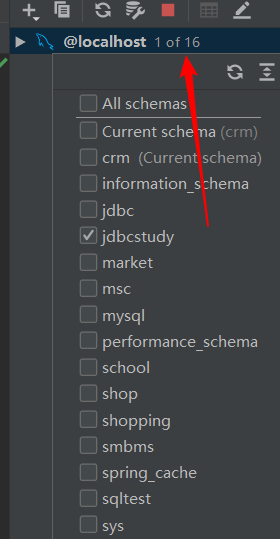 @localhost 1 of 16
All schemas
Current schema (crm)
crm (Current schema)
information_schema
jdbc
jdbcstudy
market
msc
mysql
performance_schema
school
shop
shopping
smbms
spring_cache
sqltest
sys